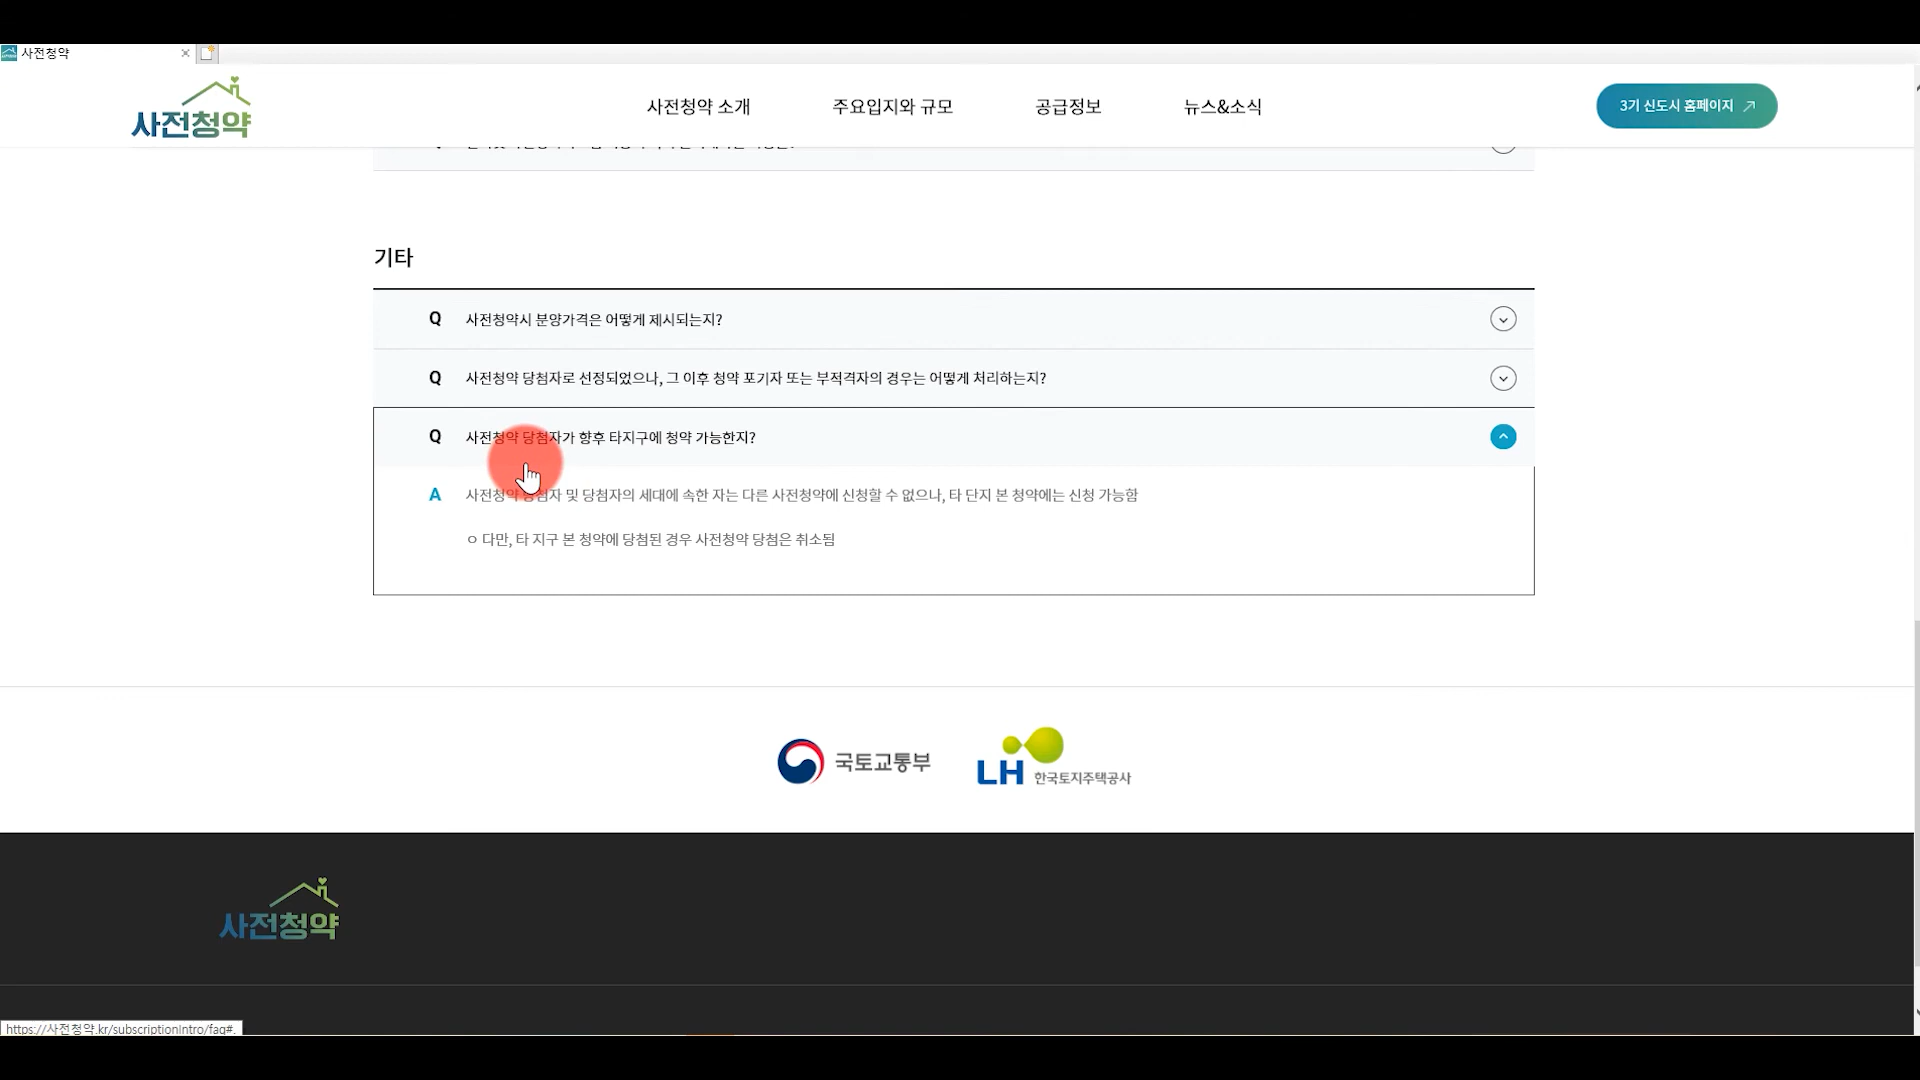 사전청약
사전청약
사전청약 소개
주요입지와 규모
공급정보
뉴스&소식
3기 신도시 홈페이지
기타
Q 사전청약시 분양가격은 어떻게 제시되는지?
Q 사전청약 당첨자로 선정되었으나, 그 이후 청약 포기자 또는 부적격자의 경우는 어떻게 처리하는지?
Q 사전청약 당첨자가 향후 타지구에 청약 가능한지?
A 사전청약 당첨자 및 당첨자의 세대에 속한 자는 다른 사전청약에 신청할 수 없으나, 타 단지 본 청약에는 신청 가능함
ㅇ 다만, 타 지구 본 청약에 당첨된 경우 사전청약 당첨은 취소됨
국토교통부
LH 한국토지주택공사
사전청약
https://사전청약.kr/subscriptionIntro/faq#.